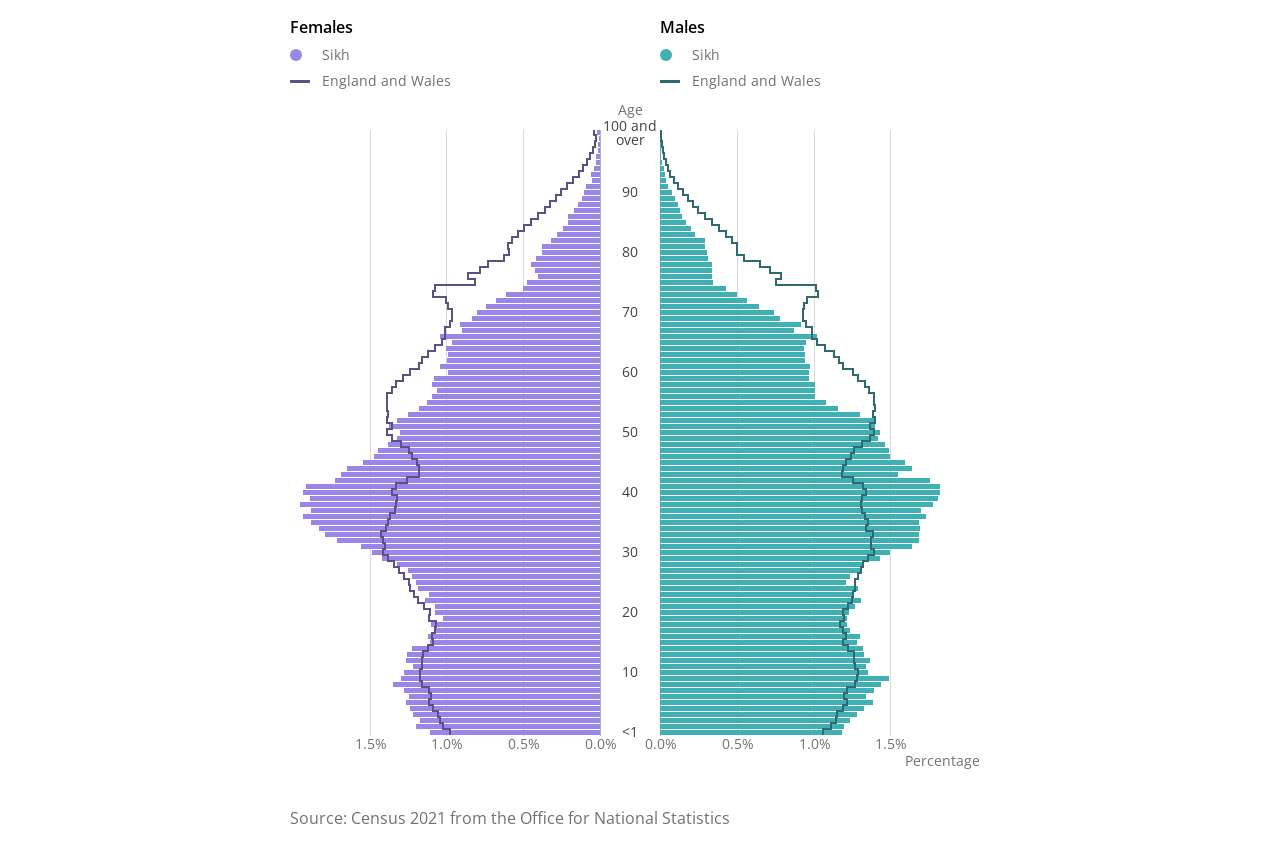 Females
Sikh
England and Wales
Males
Sikh
England and Wales
Age
100 and
over
90
80
70
60
50
40
30
20
10
<1
1.5%
1.0%
0.5%
0.0%
0.0%
0.5%
1.0%
1.5%
Percentage
Source: Census 2021 from the Office for National Statistics